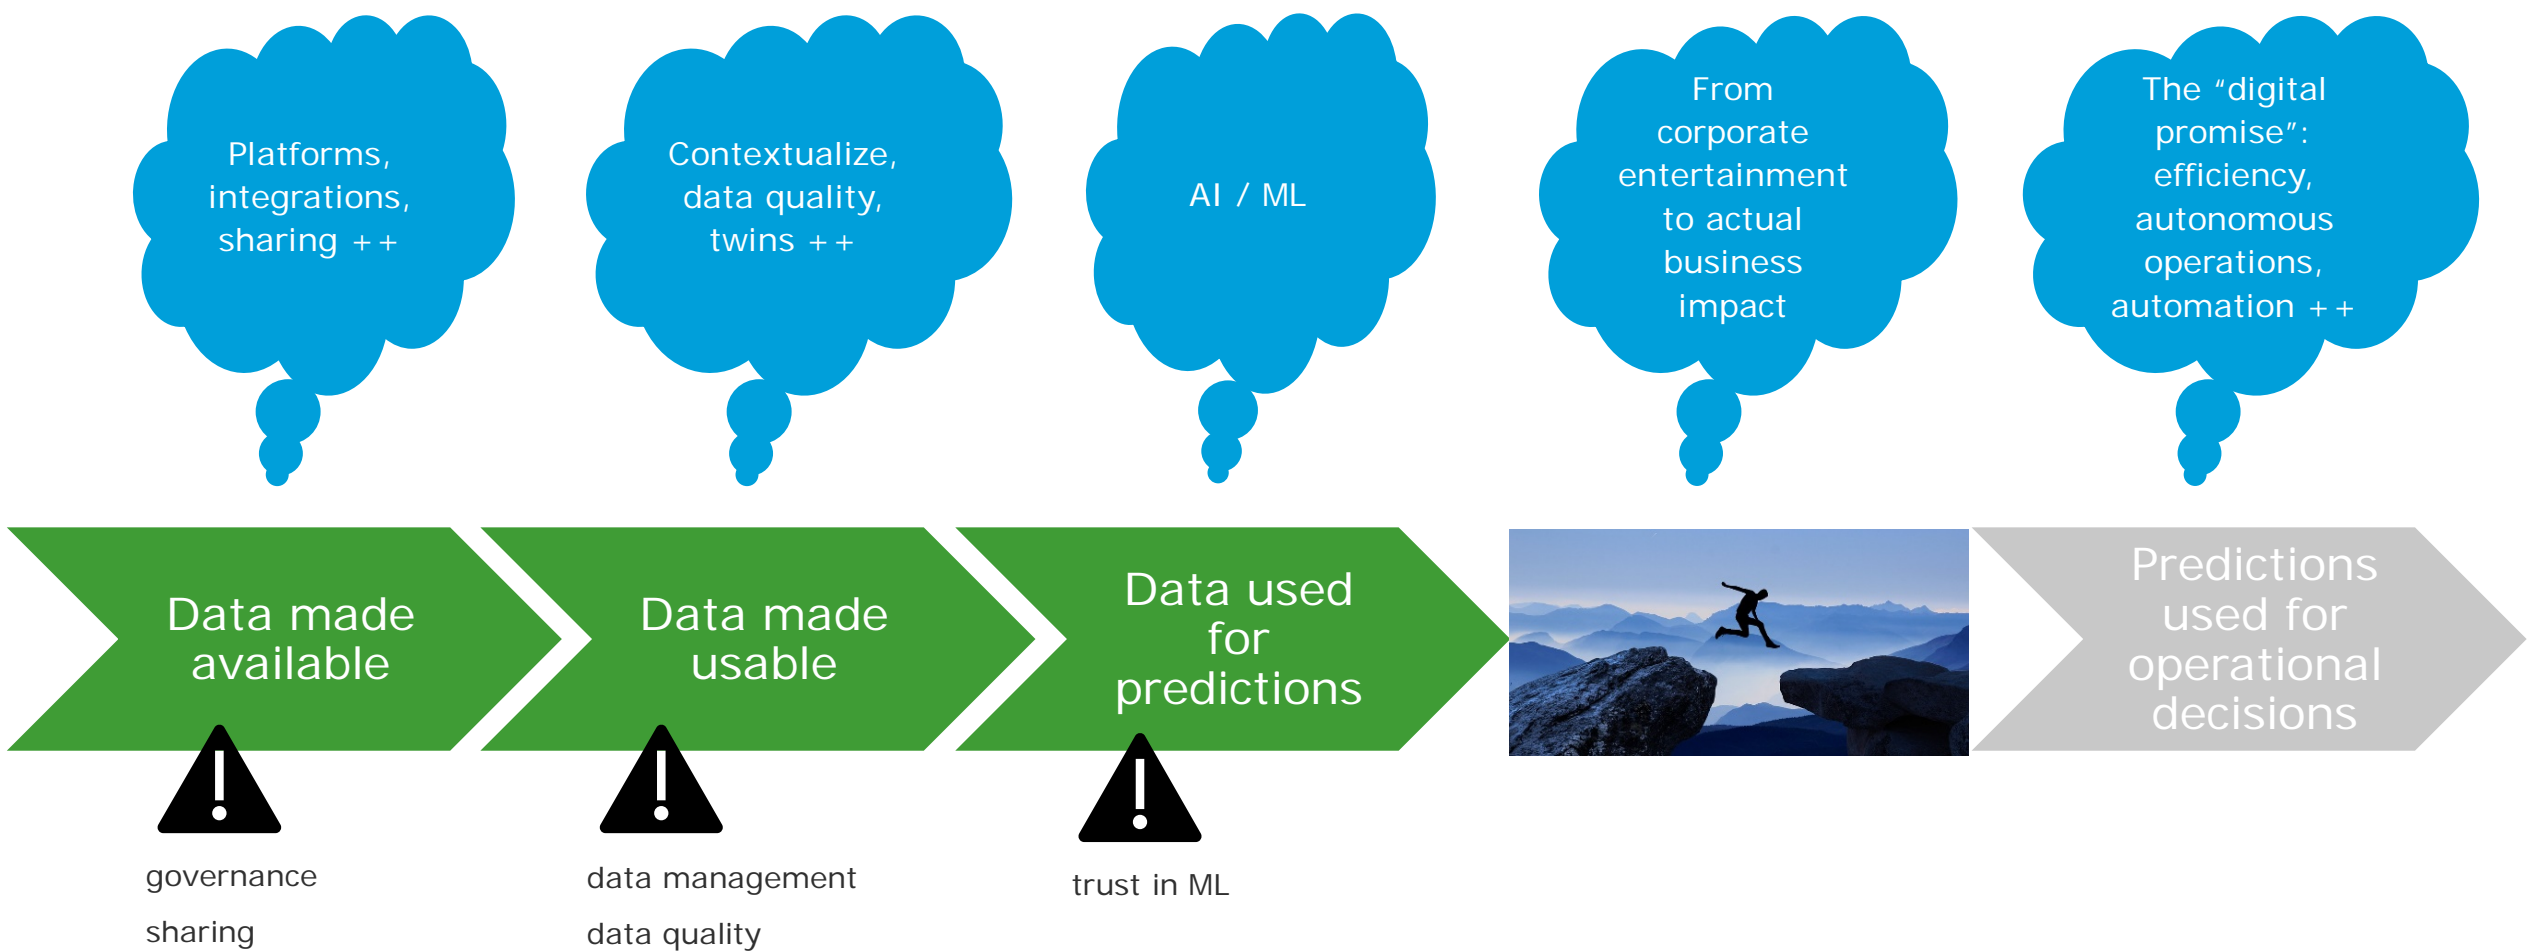 Platforms,
integrations,
sharing ++
Contextualize,
data quality,
twins ++
AI / ML
From
corporate
entertainment
to actual
business
impact
The “digital
promise”:
efficiency,
autonomous
operations,
automation ++
Data made
available
Data made
usable
Data used
for
predictions
Predictions
used for
operational
decisions
governance
sharing
data management
data quality
trust in ML